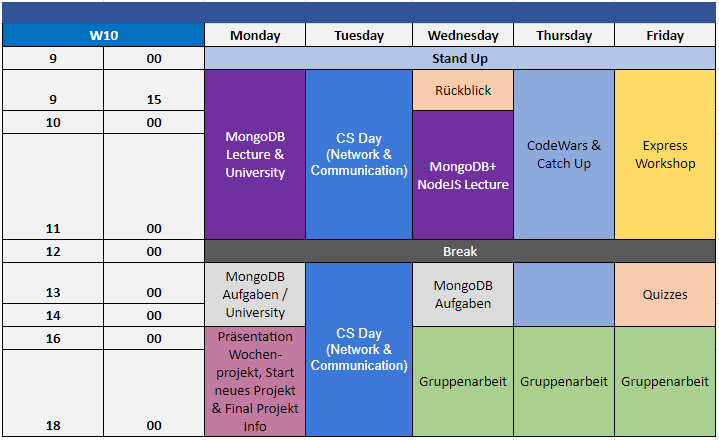 W10 Monday Tuesday Wednesday Thursday Friday
9 00 Stand Up
9 15
10 00
11 00
MongoDB
Lecture &
University
CS Day
(Network &
Communication)
Rückblick
MongoDB+
NodeJS Lecture
CodeWars &
Catch Up
Express
Workshop
12 00 Break
13 00
14 00
MongoDB
Aufgaben /
University
MongoDB
Aufgaben
Quizzes
16 00
18 00
Präsentation
Wochen-
projekt, Start
neues Projekt
& Final Projekt
Info
CS Day
(Network &
Communication)
Gruppenarbeit
Gruppenarbeit
Gruppenarbeit